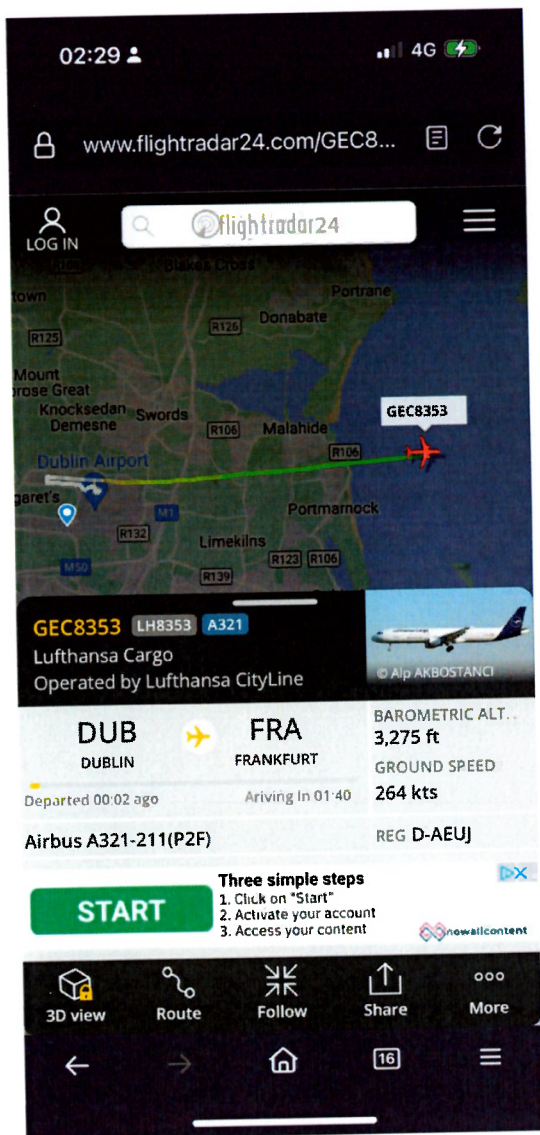 02:29
4G
www.flightradar24.com/GEC8...
LOG IN
flightradar24
Blakes Cross
Portrane
town
R126
Donabate
R125
Mount
prose Great
GEC8353
Knocksedan
Demesne
Swords
R106
Malahide
R106
Dublin Airport
garet's
M1
Portmarnock
R132
Limekilns
M50
R123
R106
R139
GEC8353 LH8353 A321
Lufthansa Cargo
Operated by Lufthansa CityLine
© Alp AKBOSTANCI
DUB
DUBLIN
FRA
FRANKFURT
BAROMETRIC ALT..
3,275 ft
GROUND SPEED
264 kts
Departed 00:02 ago
Ariving In 01:40
Airbus A321-211(P2F)
REG D-AEUJ
START
Three simple steps
1. Click on "Start"
2. Activate your account
3. Access your content
nowallcontent
3D view
Route
Follow
Share
More
16